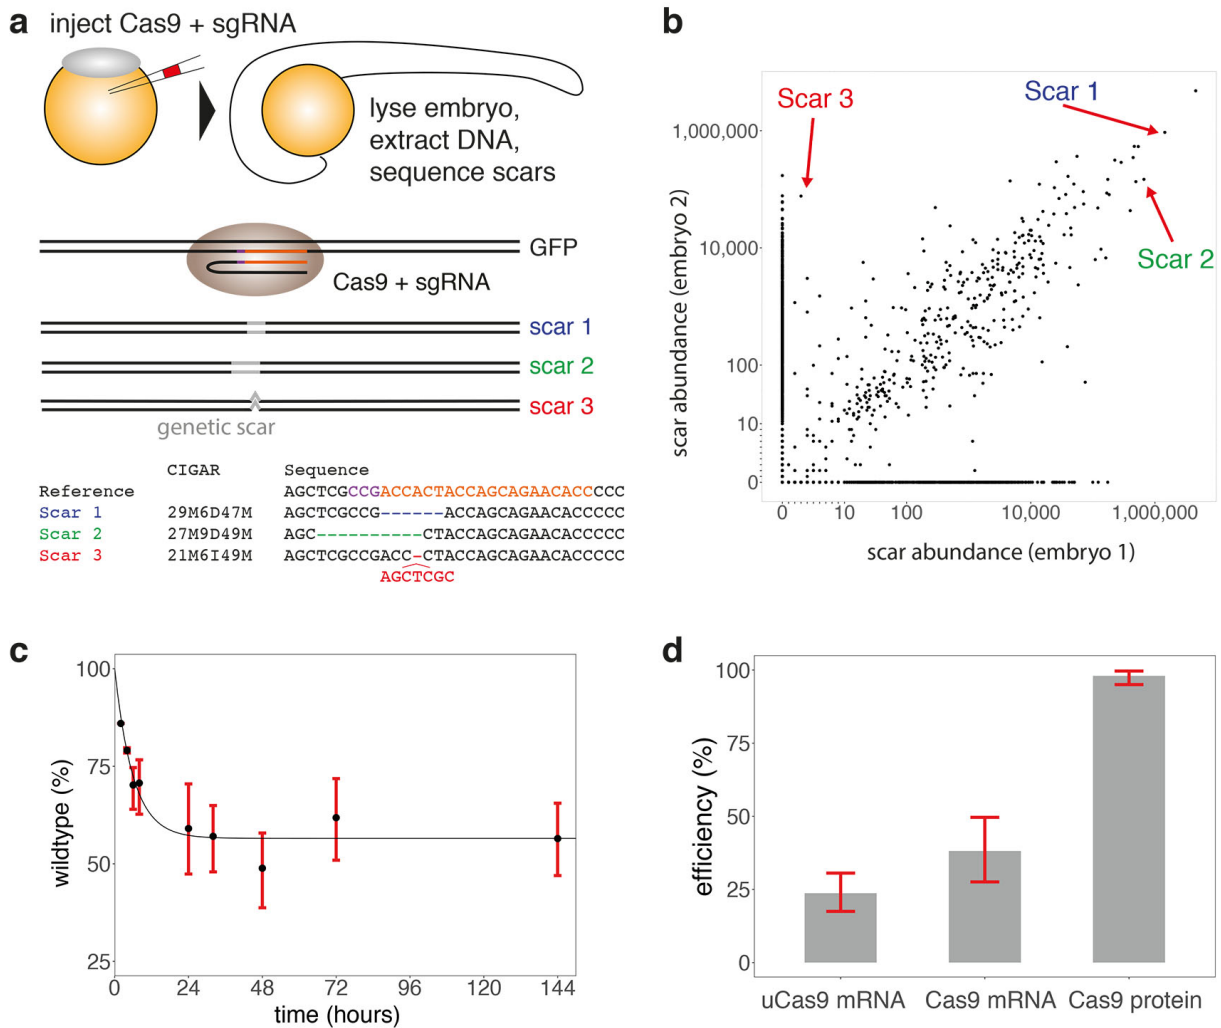 a
inject Cas9 + sgRNA
lyse embryo,
extract DNA,
sequence scars
GFP
Cas9 + sgRNA
scar 1
scar 2
scar 3
genetic scar
CIGAR Sequence
Reference AGCTCGCCGACCACTACCAGCAGAACACCCCC
Scar 1 29M6D47M AGCTCGCCG------ACCAGCAGAACACCCCC
Scar 2 27M9D49M AGC----------CTACCAGCAGAACACCCCC
Scar 3 21M6I49M AGCTCGCCGACC-CTACCAGCAGAACACCCCC
AGCTCGC
b
scar abundance (embryo 2)
1,000,000
10,000
100
10
0
Scar 3
Scar 1
Scar 2
0 10 100 10,000 1,000,000
scar abundance (embryo 1)
c
wildtype (%)
100
75
50
25
0 24 48 72 96 120 144
time (hours)
d
efficiency (%)
100
75
50
25
0
uCas9 mRNA Cas9 mRNA Cas9 protein